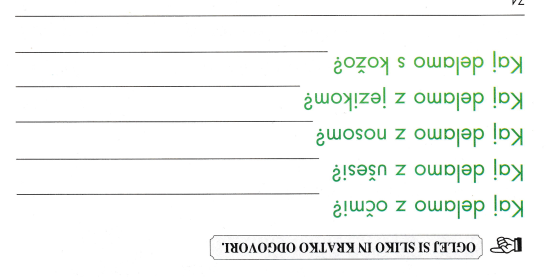 OGLEJ SI SLIKO IN KRATKO ODGOVORI.
Kaj delamo z očmi?
Kaj delamo z ušesi?
Kaj delamo z nosom?
Kaj delamo z jezikom?
Kaj delamo s kožo?